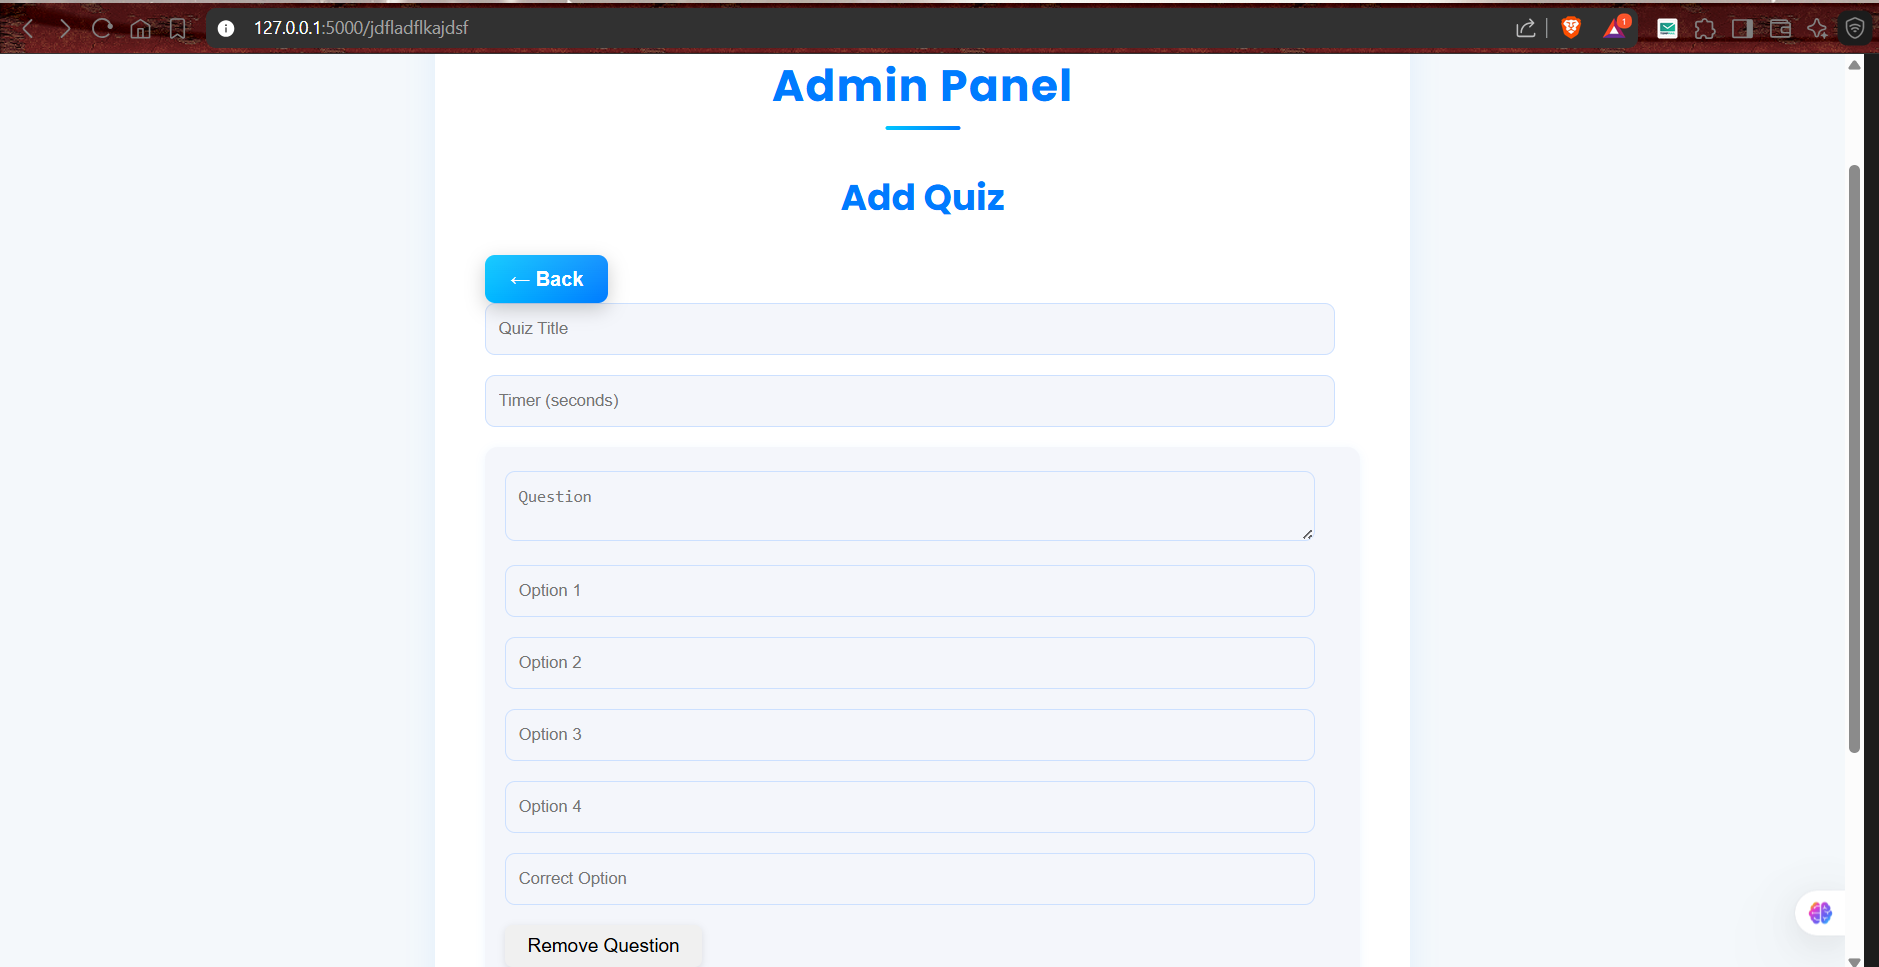 127.0.0.1:5000/jdfladflkajdsf
1
Admin Panel
Add Quiz
← Back
Quiz Title
Timer (seconds)
Question
Option 1
Option 2
Option 3
Option 4
Correct Option
Remove Question